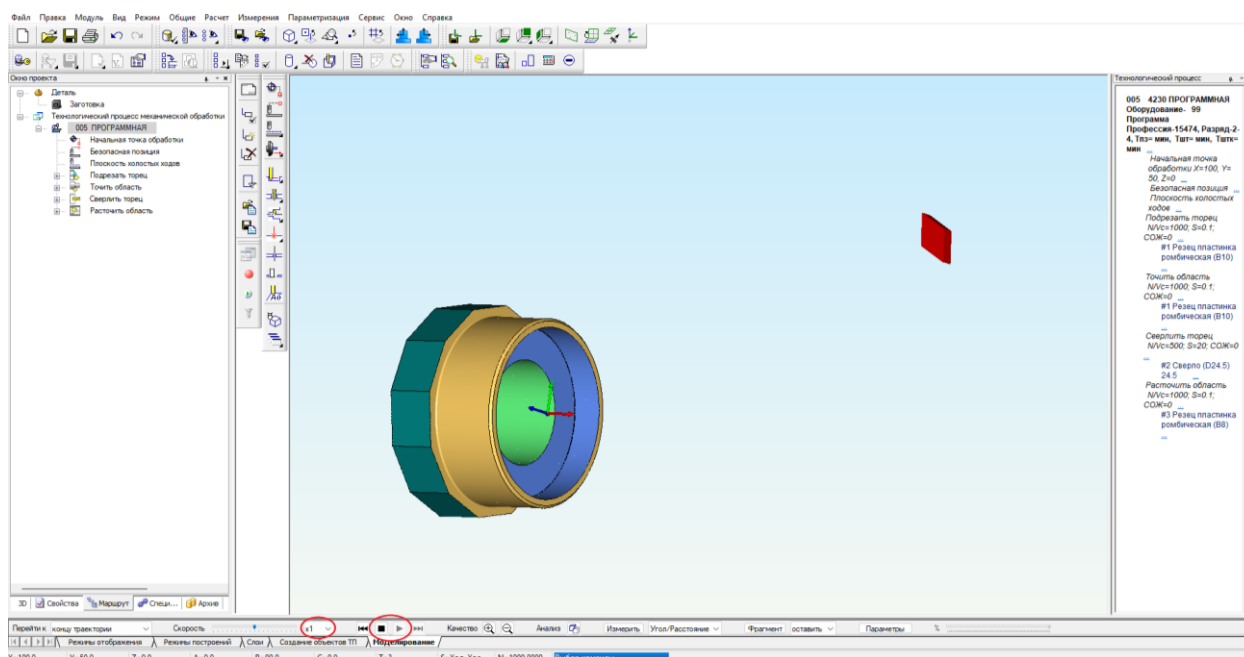 Файл Правка Модуль Вид Режим Общие Расчет Измерения Параметризация Сервис Окно Справка
Окно проекта
Деталь
Заготовка
Технологический процесс механической обработки
005 ПРОГРАММНАЯ
Начальная точка обработки
Безопасная позиция
Плоскость холостых ходов
Подрезать торец
Точить область
Сверлить торец
Расточить область
3D Свойства Маршрут Специ... Архив
Технологический процесс
005 4230 ПРОГРАММНАЯ
Оборудование- 99
Программа
Профессия-15474, Разряд-2-
4, Тпз= мин, Тшт= мин, Тштк=
мин ...
Начальная точка
обработки X=100, Y=
50, Z=0 ...
Безопасная позиция ...
Плоскость холостых
ходов ...
Подрезать торец
N/Vc=1000; S=0.1;
СОЖ=0 ...
#1 Резец пластинка
ромбическая (В10)
...
Точить область
N/Vc=1000; S=0.1;
СОЖ=0 ...
#1 Резец пластинка
ромбическая (В10)
...
Сверлить торец
N/Vc=500; S=20; СОЖ=0
...
#2 Сверло (D24.5)
24.5 ...
Расточить область
N/Vc=1000; S=0.1;
СОЖ=0 ...
#3 Резец пластинка
ромбическая (В8)
...
Перейти к концу траектории Скорость x1 Качество Анализ Измерить Угол/Расстояние Фрагмент оставить Параметры %
Режимы отображения Режимы построений Слои Создание объектов ТП Моделирование